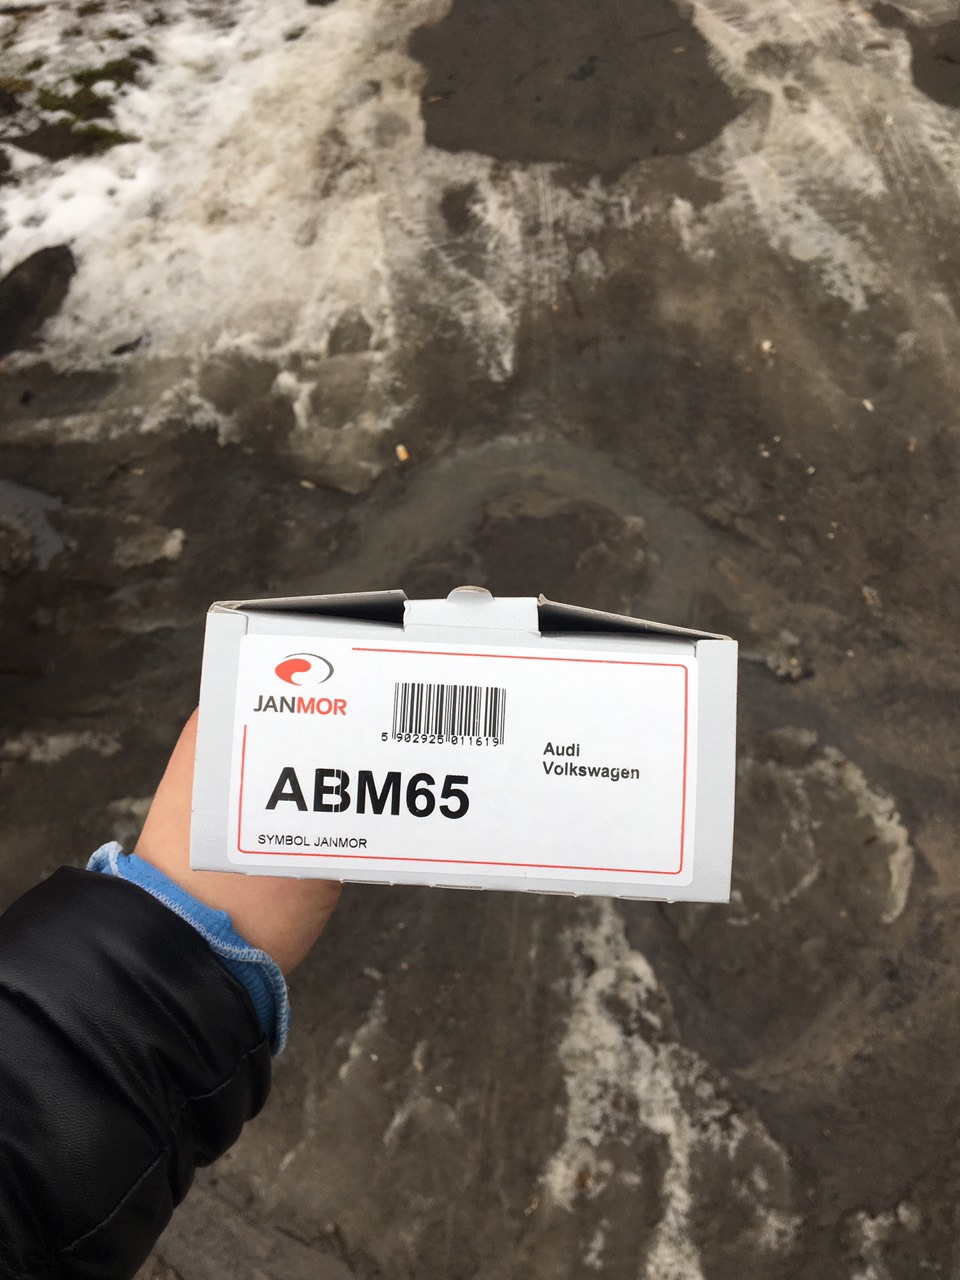 JANMOR
5 902925 011619
Audi
Volkswagen
ABM65
SYMBOL JANMOR